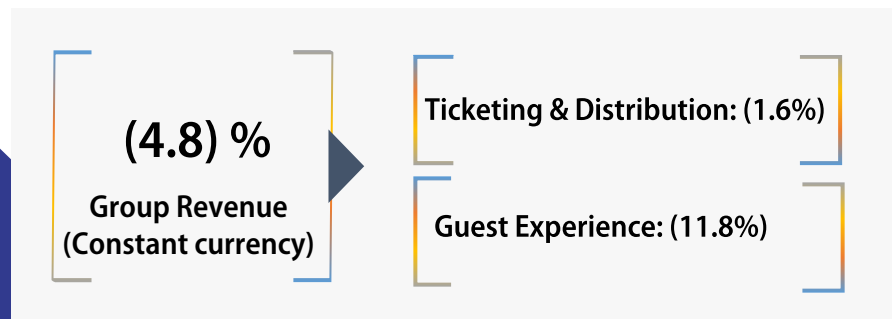 (4.8) %
Group Revenue
(Constant currency)
Ticketing & Distribution: (1.6%)
Guest Experience: (11.8%)